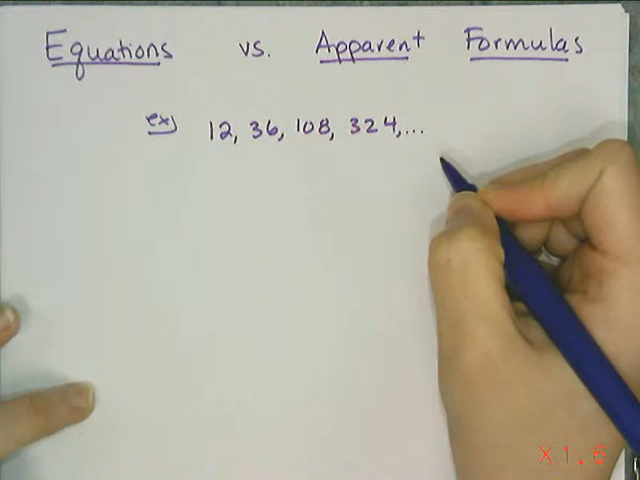 Equations vs. Apparent Formulas
ex) 12, 36, 108, 324,...
X1.6